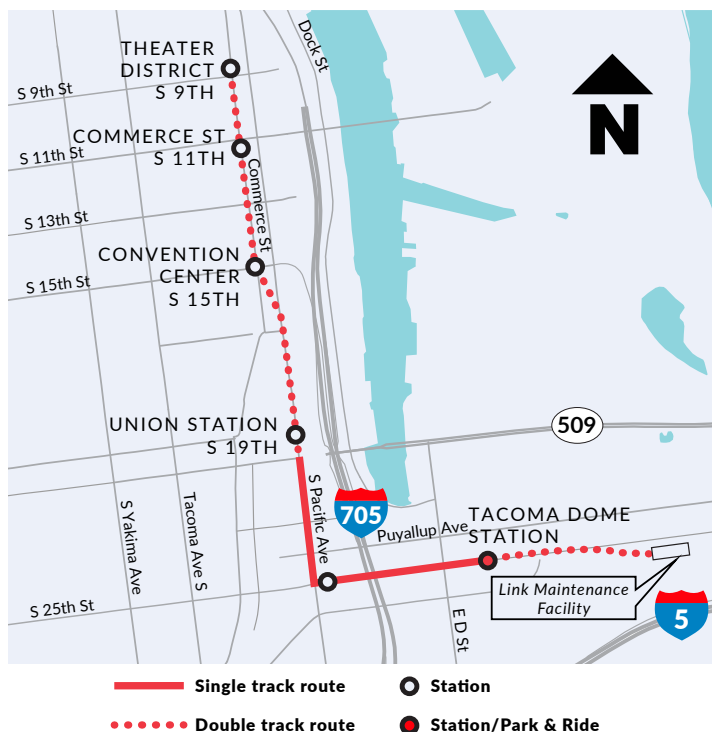 THEATER
DISTRICT
S 9TH
Dock St
S 9th St
N
COMMERCE ST
S 11TH
S 11th St
Commerce St
S 13th St
CONVENTION
CENTER
S 15TH
S 15th St
UNION STATION
S 19TH
509
S Pacific Ave
705
S Yakima Ave
Tacoma Ave S
Puyallup Ave
TACOMA DOME
STATION
Link Maintenance
Facility
S 25th St
E D St
5
Single track route
Station
Double track route
Station/Park & Ride